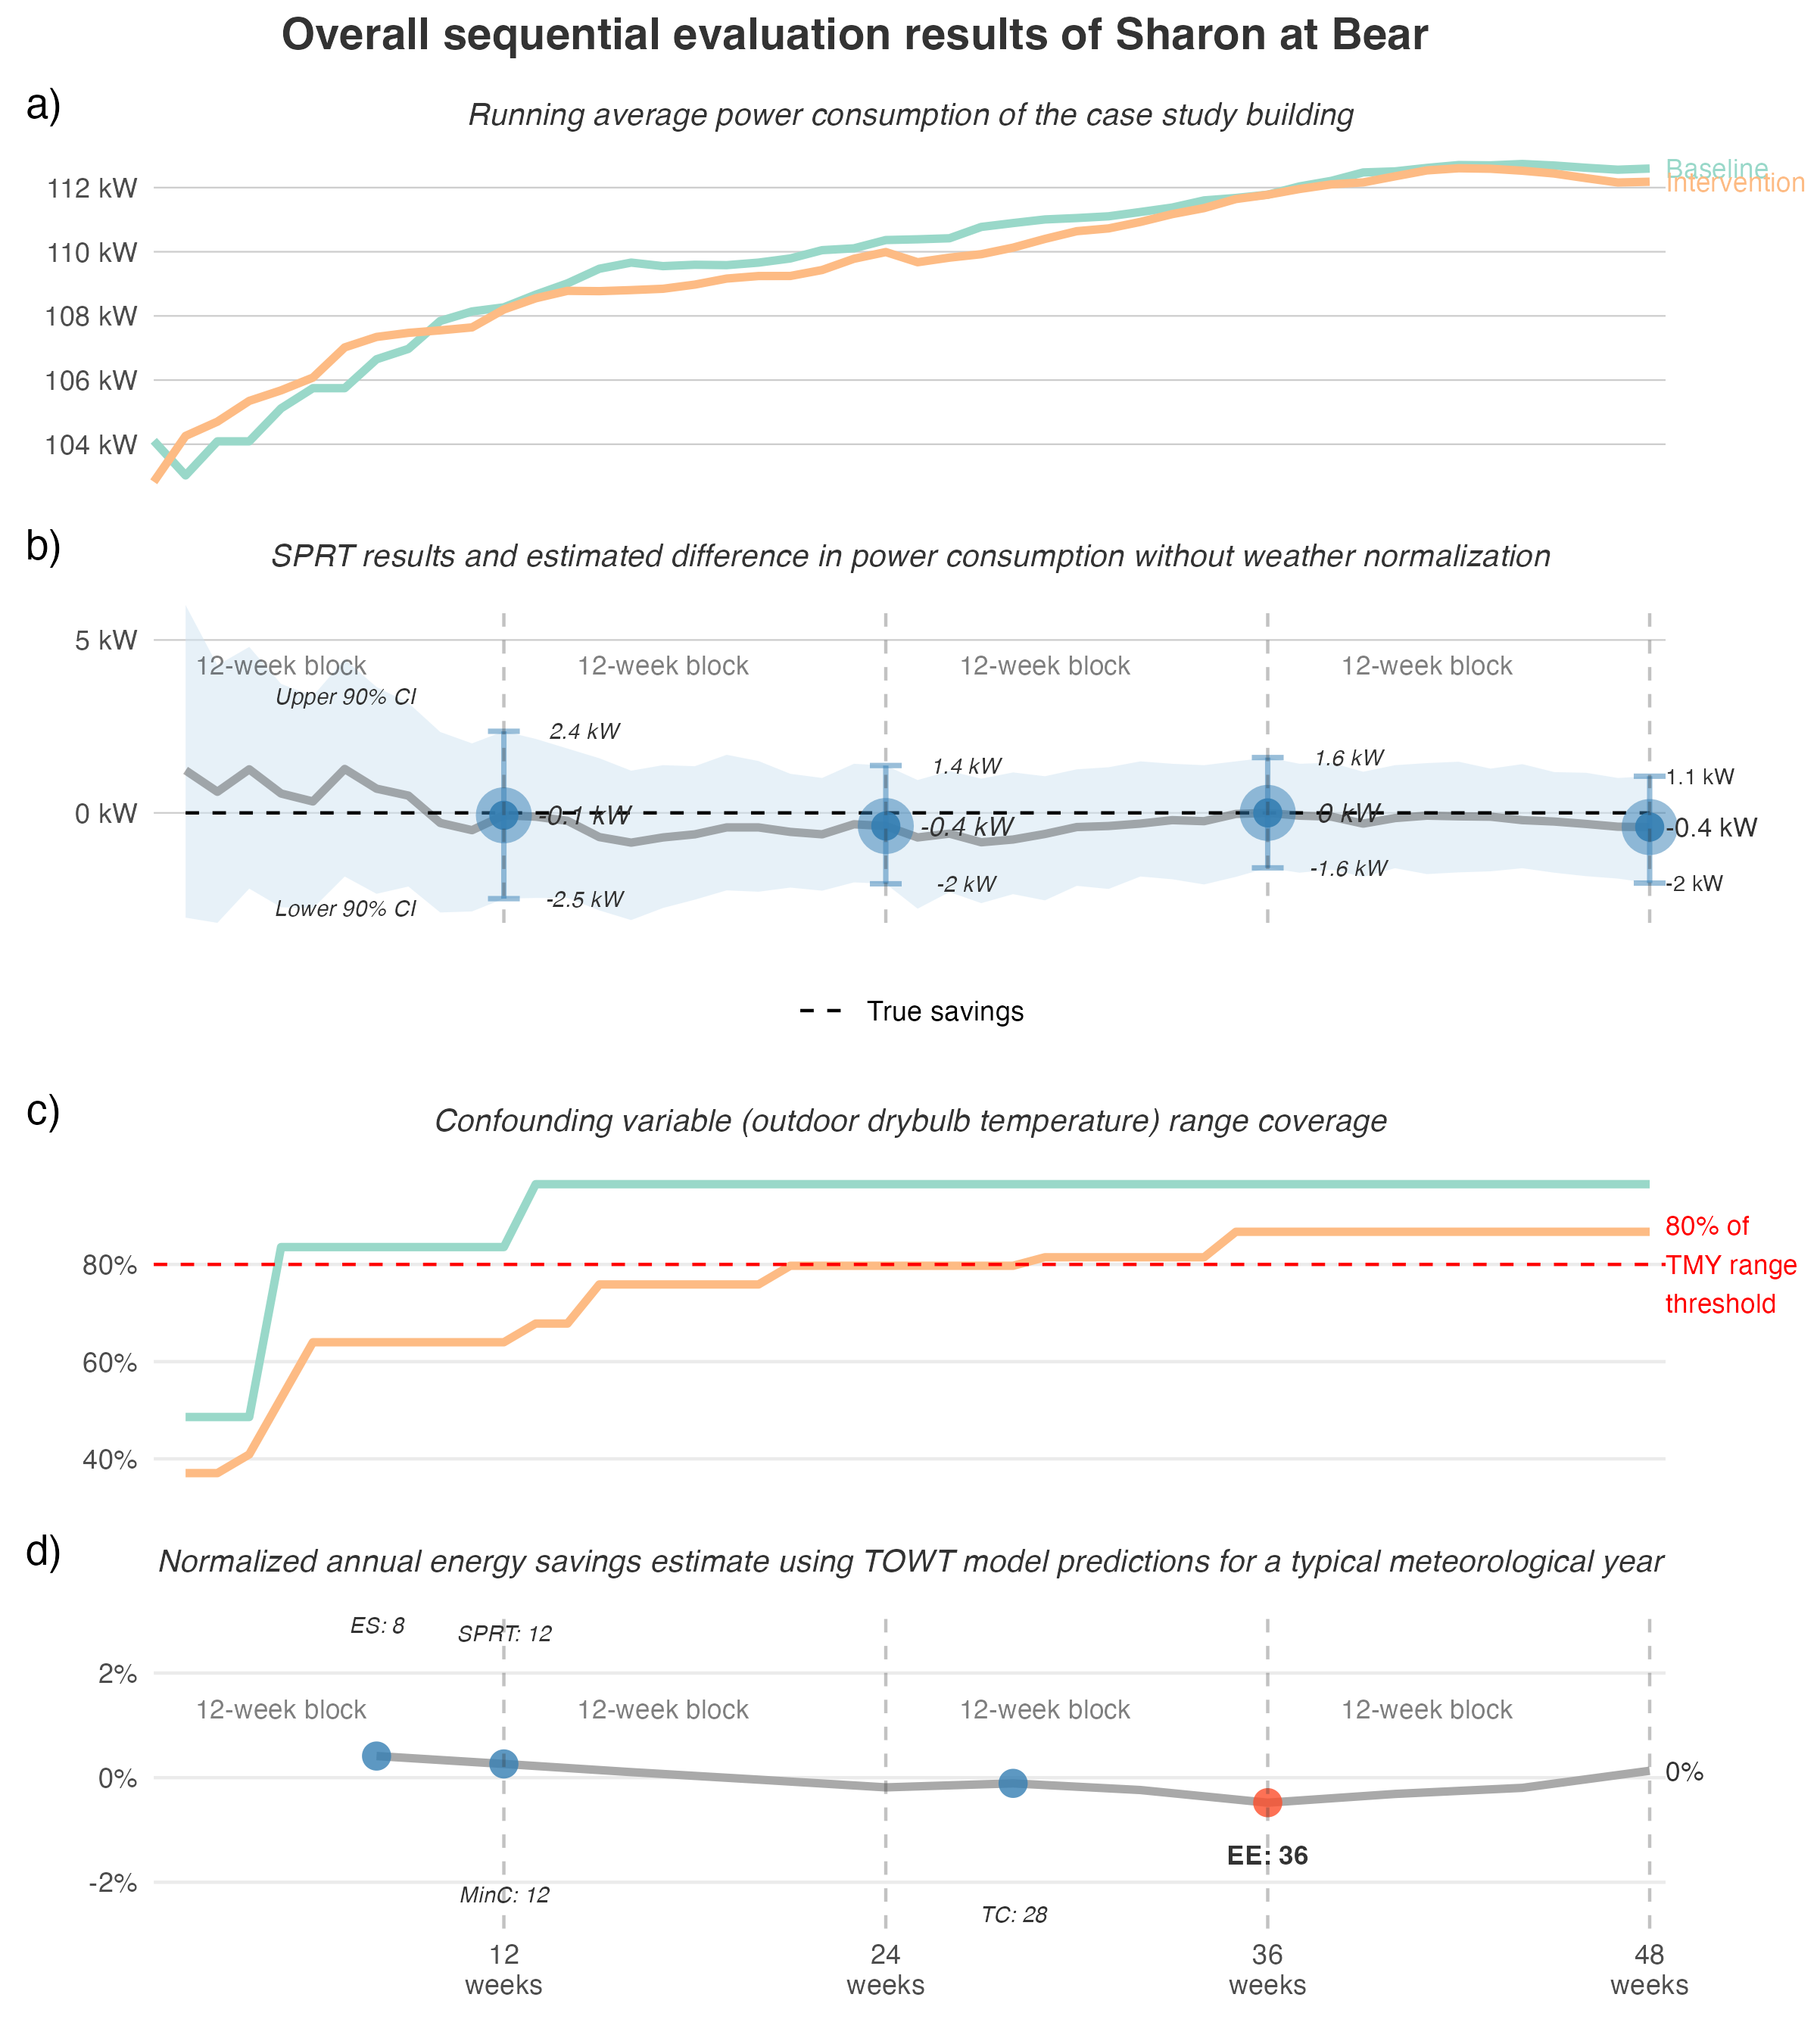 Overall sequential evaluation results of Sharon at Bear
a)
Running average power consumption of the case study building
112 kW
110 kW
108 kW
106 kW
104 kW
Baseline
Intervention
b)
SPRT results and estimated difference in power consumption without weather normalization
5 kW
0 kW
12-week block
12-week block
12-week block
12-week block
Upper 90% CI
2.4 kW
1.4 kW
1.6 kW
1.1 kW
-0.1 kW
-0.4 kW
0 kW
-0.4 kW
Lower 90% CI
-2.5 kW
-2 kW
-1.6 kW
-2 kW
True savings
c)
Confounding variable (outdoor drybulb temperature) range coverage
80%
60%
40%
80% of
TMY range
threshold
d)
Normalized annual energy savings estimate using TOWT model predictions for a typical meteorological year
ES: 8
SPRT: 12
2%
0%
-2%
12-week block
12-week block
12-week block
12-week block
0%
EE: 36
MinC: 12
TC: 28
12
weeks
24
weeks
36
weeks
48
weeks